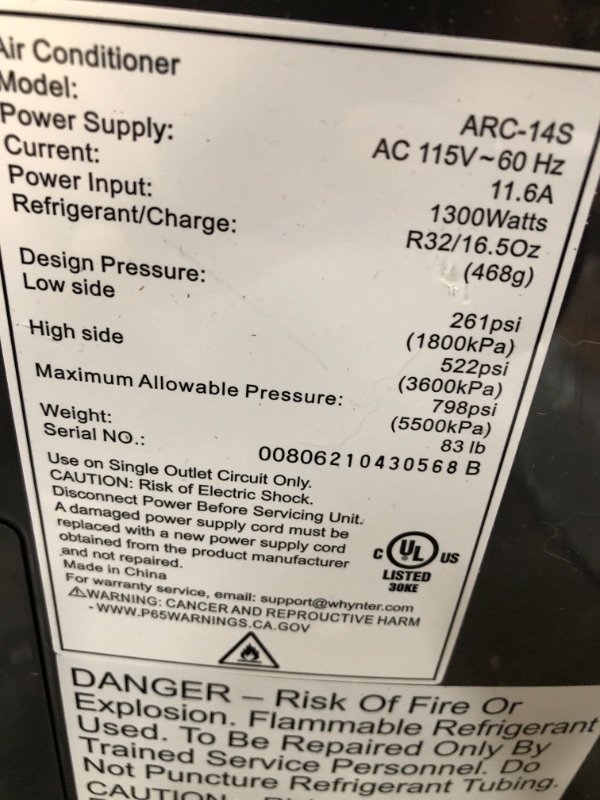 Air Conditioner
Model: ARC-14S
Power Supply: AC 115V~60 Hz
Current: 11.6A
Power Input: 1300Watts
Refrigerant/Charge: R32/16.5Oz
(468g)
Design Pressure:
Low side 261psi
(1800kPa)
High side 522psi
(3600kPa)
Maximum Allowable Pressure: 798psi
(5500kPa)
Weight: 83 lb
Serial NO.: 00806210430568 B
Use on Single Outlet Circuit Only.
CAUTION: Risk of Electric Shock.
Disconnect Power Before Servicing Unit.
A damaged power supply cord must be
replaced with a new power supply cord
obtained from the product manufacturer
and not repaired.
Made in China
For warranty service, email: support@whynter.com
⚠WARNING: CANCER AND REPRODUCTIVE HARM
- WWW.P65WARNINGS.CA.GOV
C UL US
LISTED
30KE
DANGER – Risk Of Fire Or
Explosion. Flammable Refrigerant
Used. To Be Repaired Only By
Trained Service Personnel. Do
Not Puncture Refrigerant Tubing.
CAUTION